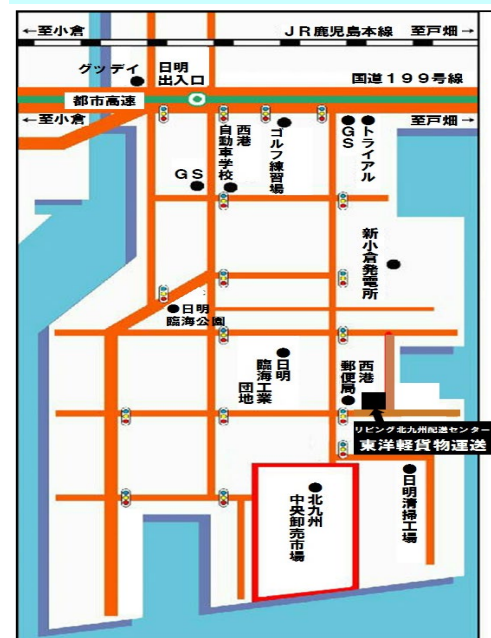 ←至小倉
JR鹿児島本線
至戸畑→
グッデイ
日明
出入口
国道199号線
都市高速
←至小倉
至戸畑→
西港
自動車学校
ゴルフ練習場
GS
トライアル
GS
新小倉発電所
日明
臨海公園
日明
臨海工業
団地
西港
郵便局
リビング北九州配送センター
東洋軽貨物運送
北九州
中央卸売市場
日明清掃工場